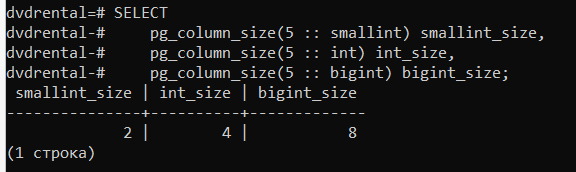 dvdrental=# SELECT
dvdrental-#     pg_column_size(5 :: smallint) smallint_size,
dvdrental-#     pg_column_size(5 :: int) int_size,
dvdrental-#     pg_column_size(5 :: bigint) bigint_size;
 smallint_size | int_size | bigint_size
---------------+----------+-------------
             2 |        4 |           8
(1 строка)